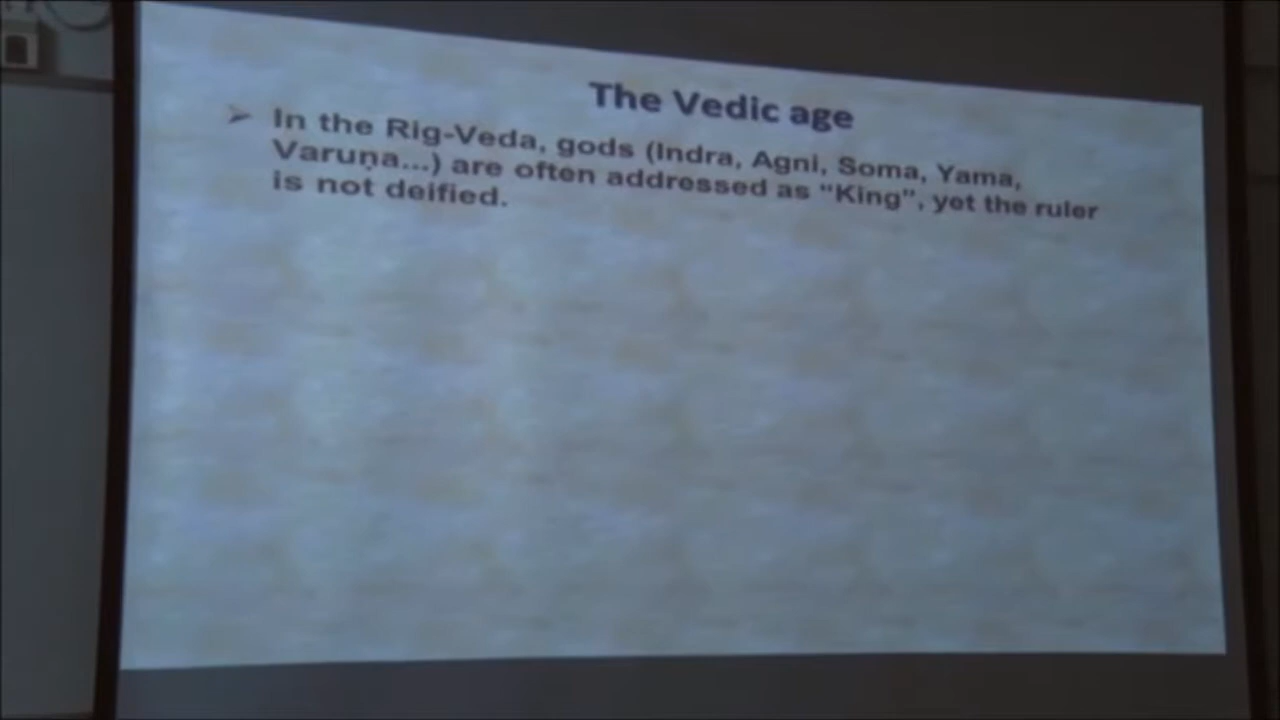 The Vedic age
➢ In the Rig-Veda, gods (Indra, Agni, Soma, Yama,
Varuṇa...) are often addressed as "King", yet the ruler
is not deified.